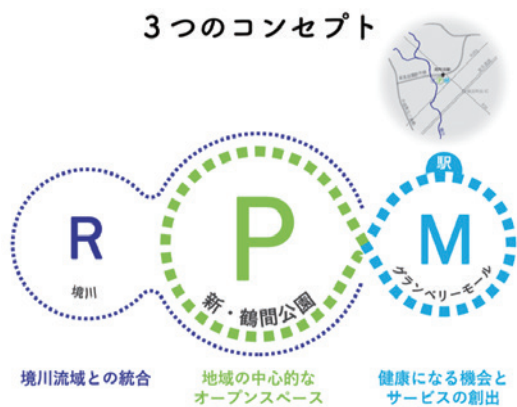 3つのコンセプト
駅
R
境川
P
新・鶴間公園
M
グランベリーモール
境川流域との統合
地域の中心的な
オープンスペース
健康になる機会と
サービスの創出